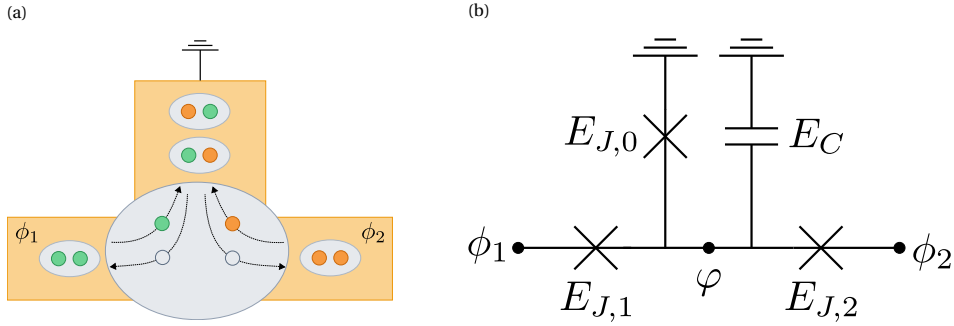 (a)
ϕ₁
ϕ₂
(b)
E_{J,0}
E_C
ϕ₁
ϕ₂
φ
E_{J,1}
E_{J,2}